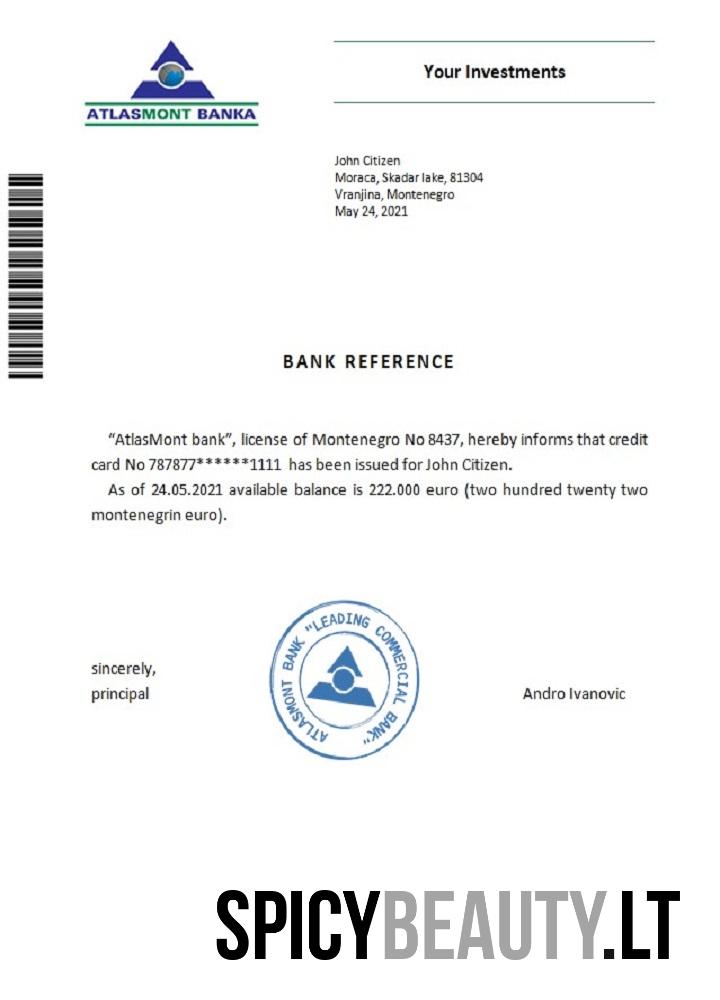 ATLASMONT BANKA
Your Investments
John Citizen
Moraca, Skadar lake, 81304
Vranjina, Montenegro
May 24, 2021
BANK REFERENCE
“AtlasMont bank”, license of Montenegro No 8437, hereby informs that credit
card No 787877******1111 has been issued for John Citizen.
As of 24.05.2021 available balance is 222.000 euro (two hundred twenty two
montenegrin euro).
ATLASMONT BANK "LEADING COMMERCIAL BANK"
sincerely,
principal
Andro Ivanovic
SPICYBEAUTY.LT